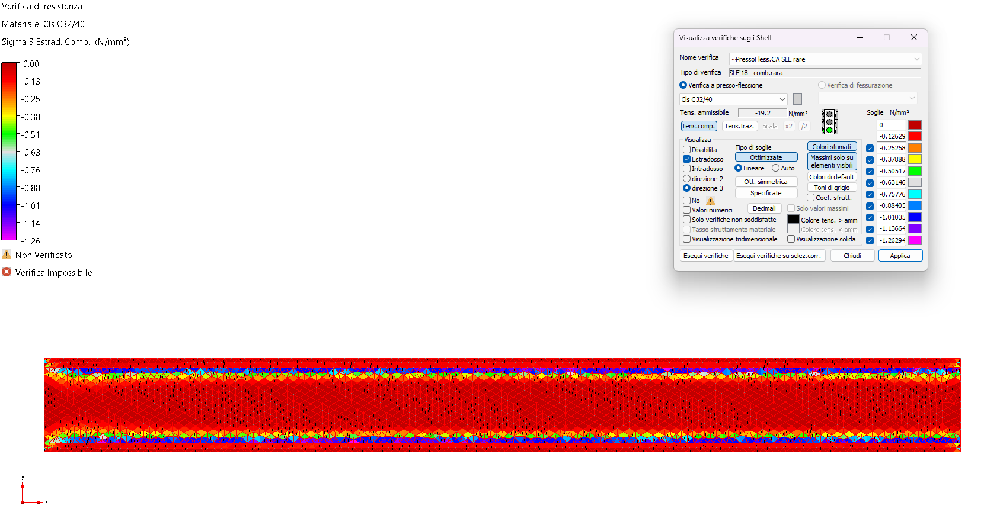 Verifica di resistenza
Materiale: Cls C32/40
Sigma 3 Estrad. Comp. (N/mm²)
0.00
-0.13
-0.25
-0.38
-0.51
-0.63
-0.76
-0.88
-1.01
-1.14
-1.26
Non Verificato
Verifica Impossibile
Visualizza verifiche sugli Shell
Nome verifica ~PressoFless.CA SLE rare
Tipo di verifica SLE'18 - comb.rara
Verifica a presso-flessione Verifica di fessurazione
Cls C32/40
Tens. ammissibile -19.2 N/mm² Soglie N/mm²
Tens.comp. Tens.traz. Scala x2 /2
Visualizza
Disabilita
Estradosso
Intradosso
direzione 2
direzione 3
No
Valori numerici
Solo verifiche non soddisfatte
Tasso sfruttamento materiale
Visualizzazione tridimensionale
Tipo di soglie
Ottimizzate
Lineare Auto
Ott. simmetrica
Specificate
Decimali
Colori sfumati
Massimi solo su
elementi visibili
Colori di default
Toni di grigio
Coef. sfrutt.
Solo valori massimi
Colore tens. > amm
Colore tens. < amm
Visualizzazione solida
0
-0.12629
-0.25258
-0.37888
-0.50517
-0.63146
-0.75776
-0.88405
-1.01035
-1.13664
-1.26294
Esegui verifiche Esegui verifiche su selez.corr. Chiudi Applica
y
x